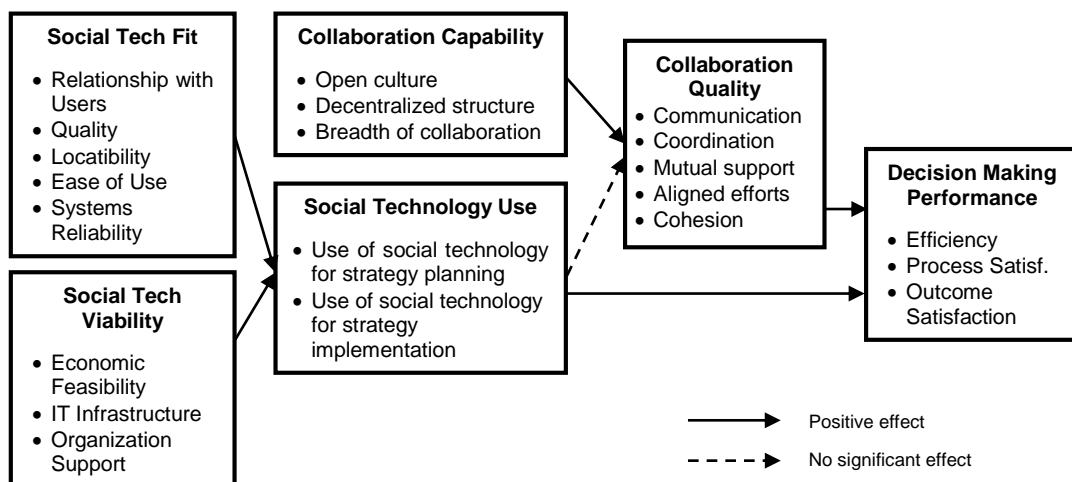 Social Tech Fit
• Relationship with
Users
• Quality
• Locatibility
• Ease of Use
• Systems
Reliability
Social Tech
Viability
• Economic
Feasibility
• IT Infrastructure
• Organization
Support
Collaboration Capability
• Open culture
• Decentralized structure
• Breadth of collaboration
Social Technology Use
• Use of social technology
for strategy planning
• Use of social technology
for strategy
implementation
Collaboration
Quality
• Communication
• Coordination
• Mutual support
• Aligned efforts
• Cohesion
Decision Making
Performance
• Efficiency
• Process Satisf.
• Outcome
Satisfaction
Positive effect
No significant effect